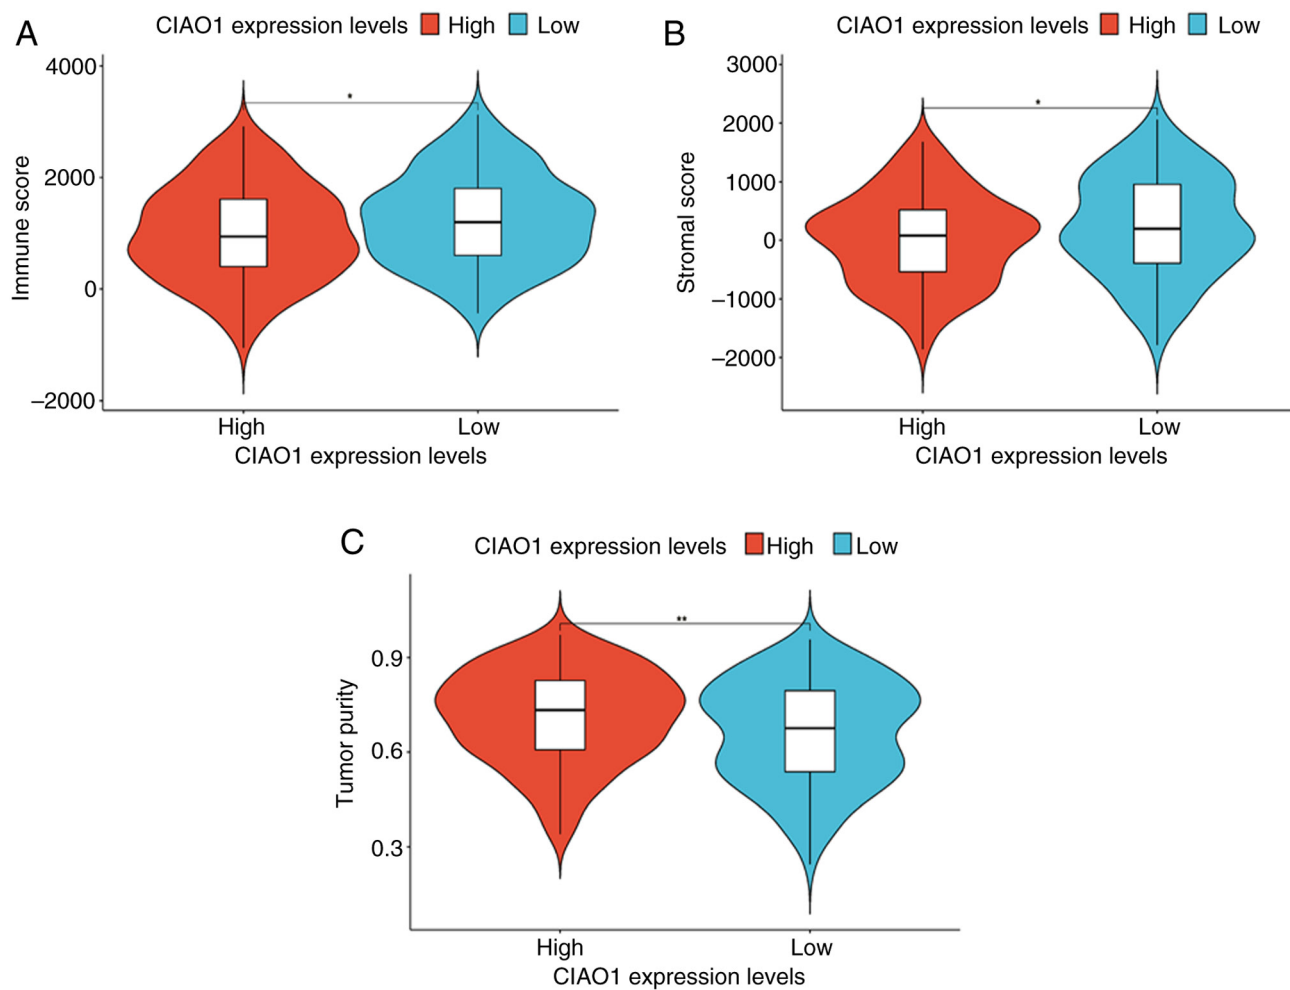 A
CIAO1 expression levels High Low
4000
2000
0
−2000
Immune score
*
High Low
CIAO1 expression levels
B
CIAO1 expression levels High Low
3000
2000
1000
0
−1000
−2000
Stromal score
*
High Low
CIAO1 expression levels
C
CIAO1 expression levels High Low
0.9
0.6
0.3
Tumor purity
**
High Low
CIAO1 expression levels